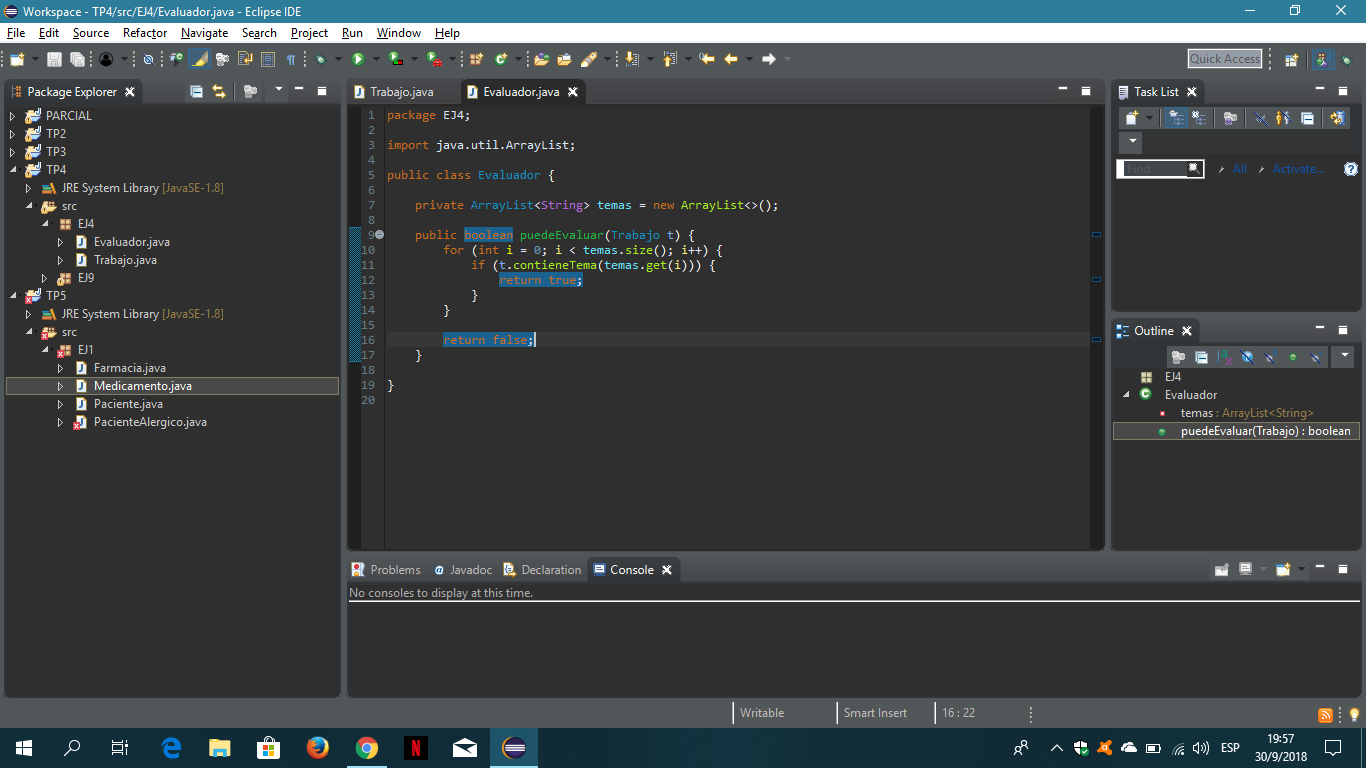 Workspace - TP4/src/EJ4/Evaluador.java - Eclipse IDE
File Edit Source Refactor Navigate Search Project Run Window Help
Quick Access
Package Explorer
PARCIAL
TP2
TP3
TP4
JRE System Library [JavaSE-1.8]
src
EJ4
Evaluador.java
Trabajo.java
EJ9
TP5
JRE System Library [JavaSE-1.8]
src
EJ1
Farmacia.java
Medicamento.java
Paciente.java
PacienteAlergico.java
Trabajo.java Evaluador.java
1 package EJ4;
2
3 import java.util.ArrayList;
4
5 public class Evaluador {
6
7 private ArrayList<String> temas = new ArrayList<>();
8
9 public boolean puedeEvaluar(Trabajo t) {
10 for (int i = 0; i < temas.size(); i++) {
11 if (t.contieneTema(temas.get(i))) {
12 return true;
13 }
14 }
15
16 return false;
17 }
18
19 }
20
Task List
Find All Activate...
Outline
EJ4
Evaluador
temas : ArrayList<String>
puedeEvaluar(Trabajo) : boolean
Problems @ Javadoc Declaration Console
No consoles to display at this time.
Writable Smart Insert 16 : 22
ESP
19:57
30/9/2018